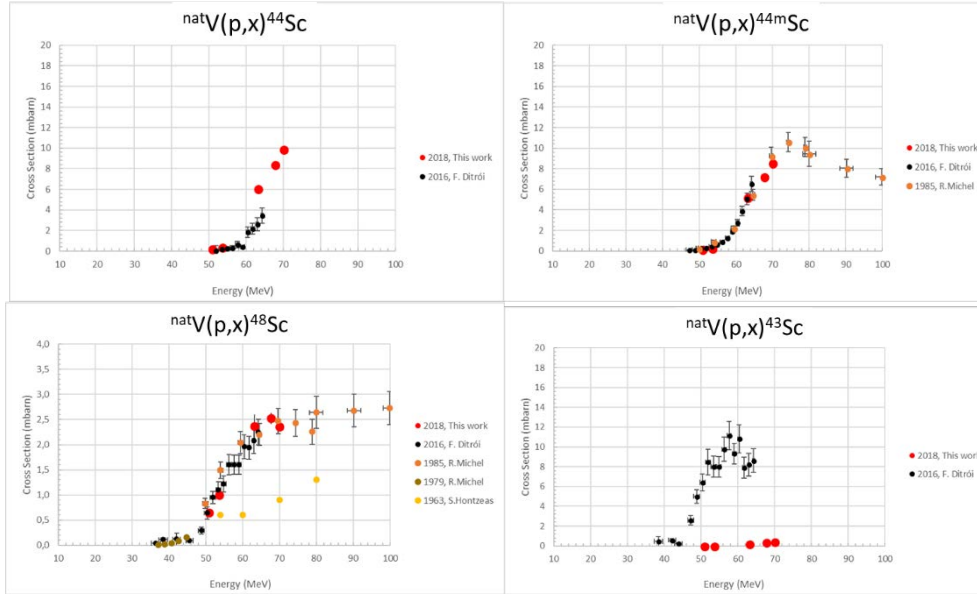 natV(p,x)44Sc
Cross Section (mbarn)
20
18
16
14
12
10
8
6
4
2
0
10 20 30 40 50 60 70 80 90 100
Energy (MeV)
2018, This work
2016, F. Ditrói
natV(p,x)44mSc
Cross Section (mbarn)
20
18
16
14
12
10
8
6
4
2
0
10 20 30 40 50 60 70 80 90 100
Energy (MeV)
2018, This work
2016, F. Ditrói
1985, R.Michel
natV(p,x)48Sc
Cross Section (mbarn)
4,0
3,5
3,0
2,5
2,0
1,5
1,0
0,5
0,0
10 20 30 40 50 60 70 80 90 100
Energy (MeV)
2018, This work
2016, F. Ditrói
1985, R.Michel
1979, R.Michel
1963, S.Hontzeas
natV(p,x)43Sc
Cross Section (mbarn)
20
18
16
14
12
10
8
6
4
2
0
10 20 30 40 50 60 70 80 90 100
Energy (MeV)
2018, This work
2016, F. Ditrói